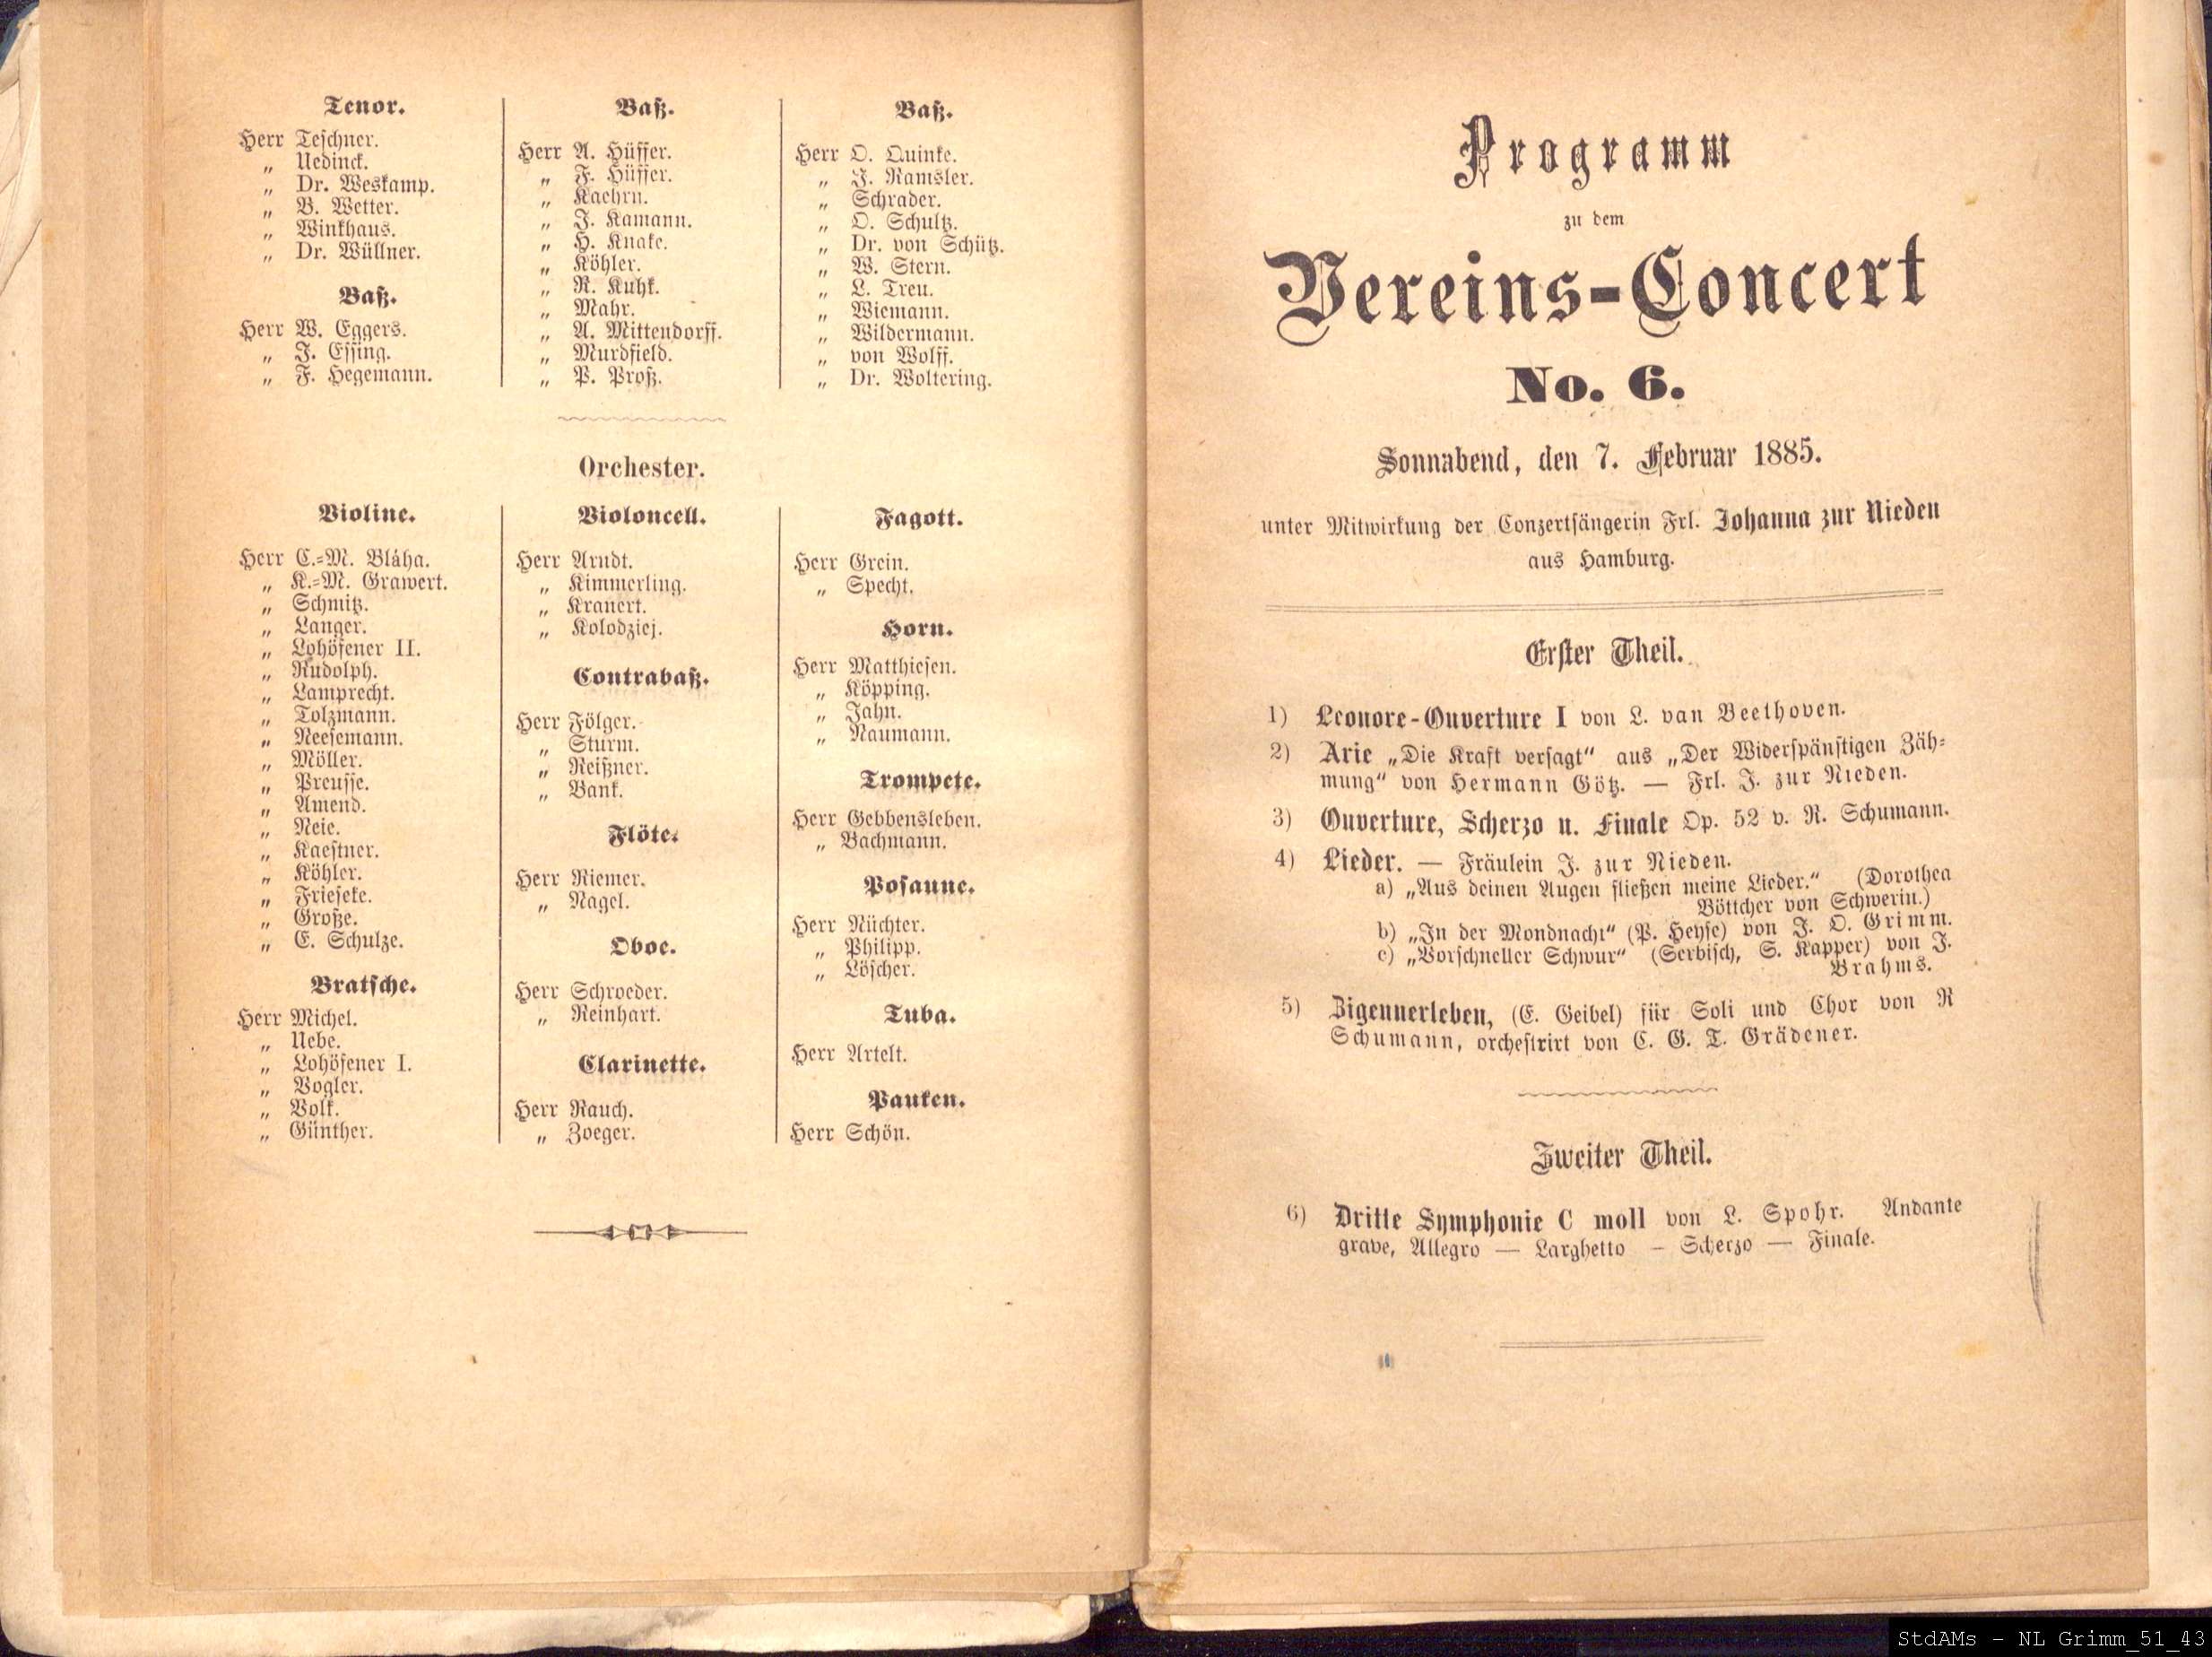 Tenor.
Herr Teschner.
„ Uedinck.
„ Dr. Weskamp.
„ B. Wetter.
„ Winkhaus.
„ Dr. Wüllner.
Baß.
Herr W. Eggers.
„ J. Essing.
„ F. Hegemann.
Baß.
Herr A. Hüffer.
„ F. Hüffer.
„ Kaehrn.
„ J. Kamann.
„ H. Knake.
„ Köhler.
„ R. Kuhk.
„ Mahr.
„ A. Mittendorff.
„ Murdfield.
„ P. Proß.
Baß.
Herr O. Quinke.
„ J. Ramsler.
„ Schrader.
„ O. Schultz.
„ Dr. von Schütz.
„ W. Stern.
„ L. Treu.
„ Wiemann.
„ Wildermann.
„ von Wolff.
„ Dr. Woltering.
Orchester.
Violine.
Herr C.-M. Bláha.
„ K.-M. Grawert.
„ Schmitz.
„ Langer.
„ Lohöfener II.
„ Rudolph.
„ Lamprecht.
„ Tolzmann.
„ Neesemann.
„ Möller.
„ Preusse.
„ Amend.
„ Neie.
„ Kaestner.
„ Köhler.
„ Frieseke.
„ Große.
„ E. Schulze.
Bratsche.
Herr Michel.
„ Uebe.
„ Lohöfener I.
„ Vogler.
„ Volk.
„ Günther.
Violoncell.
Herr Arndt.
„ Kimmerling.
„ Kranert.
„ Kolodziej.
Contrabaß.
Herr Fölger.
„ Sturm.
„ Reißner.
„ Bank.
Flöte.
Herr Riemer.
„ Nagel.
Oboe.
Herr Schroeder.
„ Reinhart.
Clarinette.
Herr Rauch.
„ Zoeger.
Fagott.
Herr Grein.
„ Specht.
Horn.
Herr Matthiesen.
„ Köpping.
„ Jahn.
„ Naumann.
Trompete.
Herr Gebbensleben.
„ Bachmann.
Posaune.
Herr Nüchter.
„ Philipp.
„ Löscher.
Tuba.
Herr Artelt.
Pauken.
Herr Schön.
Programm
zu dem
Vereins-Concert
No. 6.
Sonnabend, den 7. Februar 1885.
unter Mitwirkung der Conzertsängerin Frl. Johanna zur Nieden
aus Hamburg.
Erster Theil.
1) Leonore-Ouverture I von L. van Beethoven.
2) Arie „Die Kraft versagt“ aus „Der Widerspänstigen Zäh-
mung“ von Hermann Götz. — Frl. J. zur Nieden.
3) Ouverture, Scherzo u. Finale Op. 52 v. R. Schumann.
4) Lieder. — Fräulein J. zur Nieden.
a) „Aus deinen Augen fließen meine Lieder.“ (Dorothea
Böttcher von Schwerin.)
b) „In der Mondnacht“ (P. Heyse) von J. O. Grimm.
c) „Vorschneller Schwur“ (Serbisch, S. Kapper) von J.
Brahms.
5) Zigeunerleben, (E. Geibel) für Soli und Chor von R
Schumann, orchestrirt von C. G. T. Grädener.
Zweiter Theil.
6) Dritte Symphonie C moll von L. Spohr. Andante
grave, Allegro — Larghetto – Scherzo — Finale.
StdAMs – NL Grimm_51_43